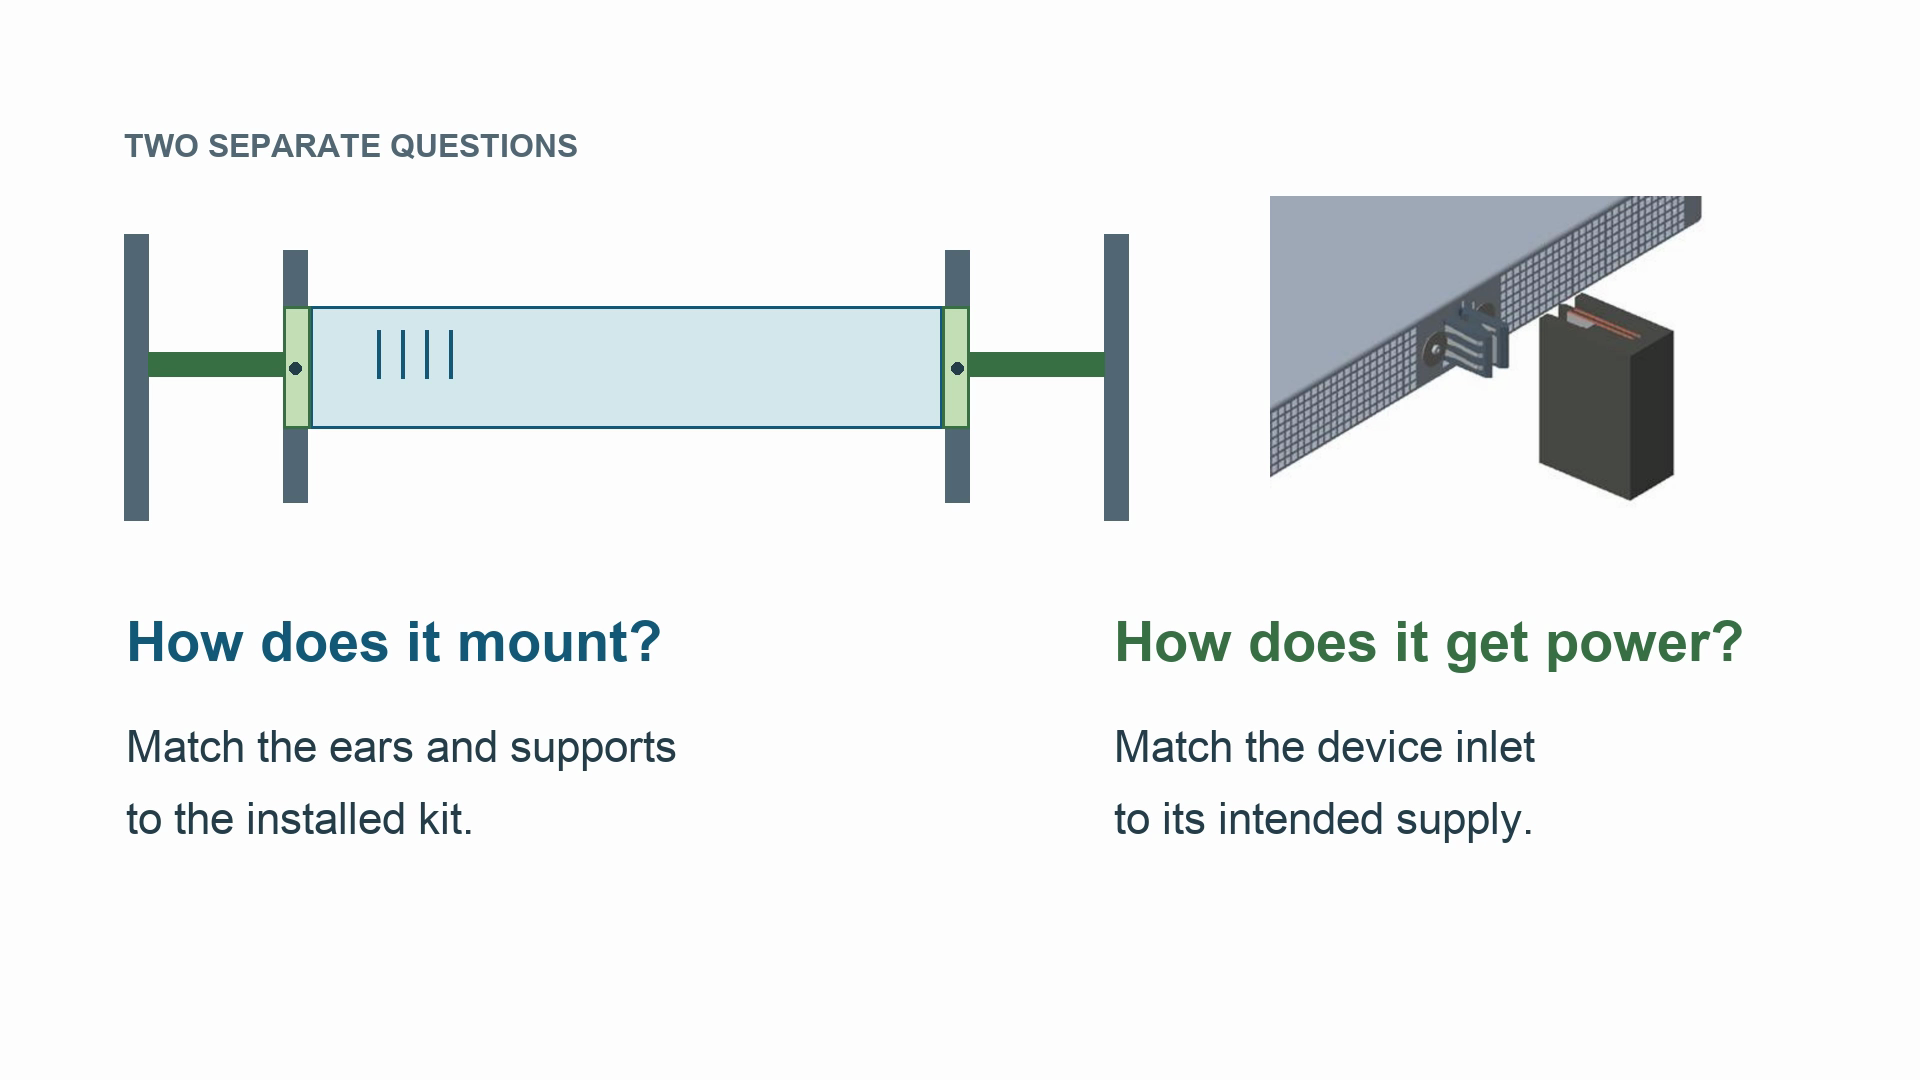 TWO SEPARATE QUESTIONS
How does it mount?
Match the ears and supports
to the installed kit.
How does it get power?
Match the device inlet
to its intended supply.